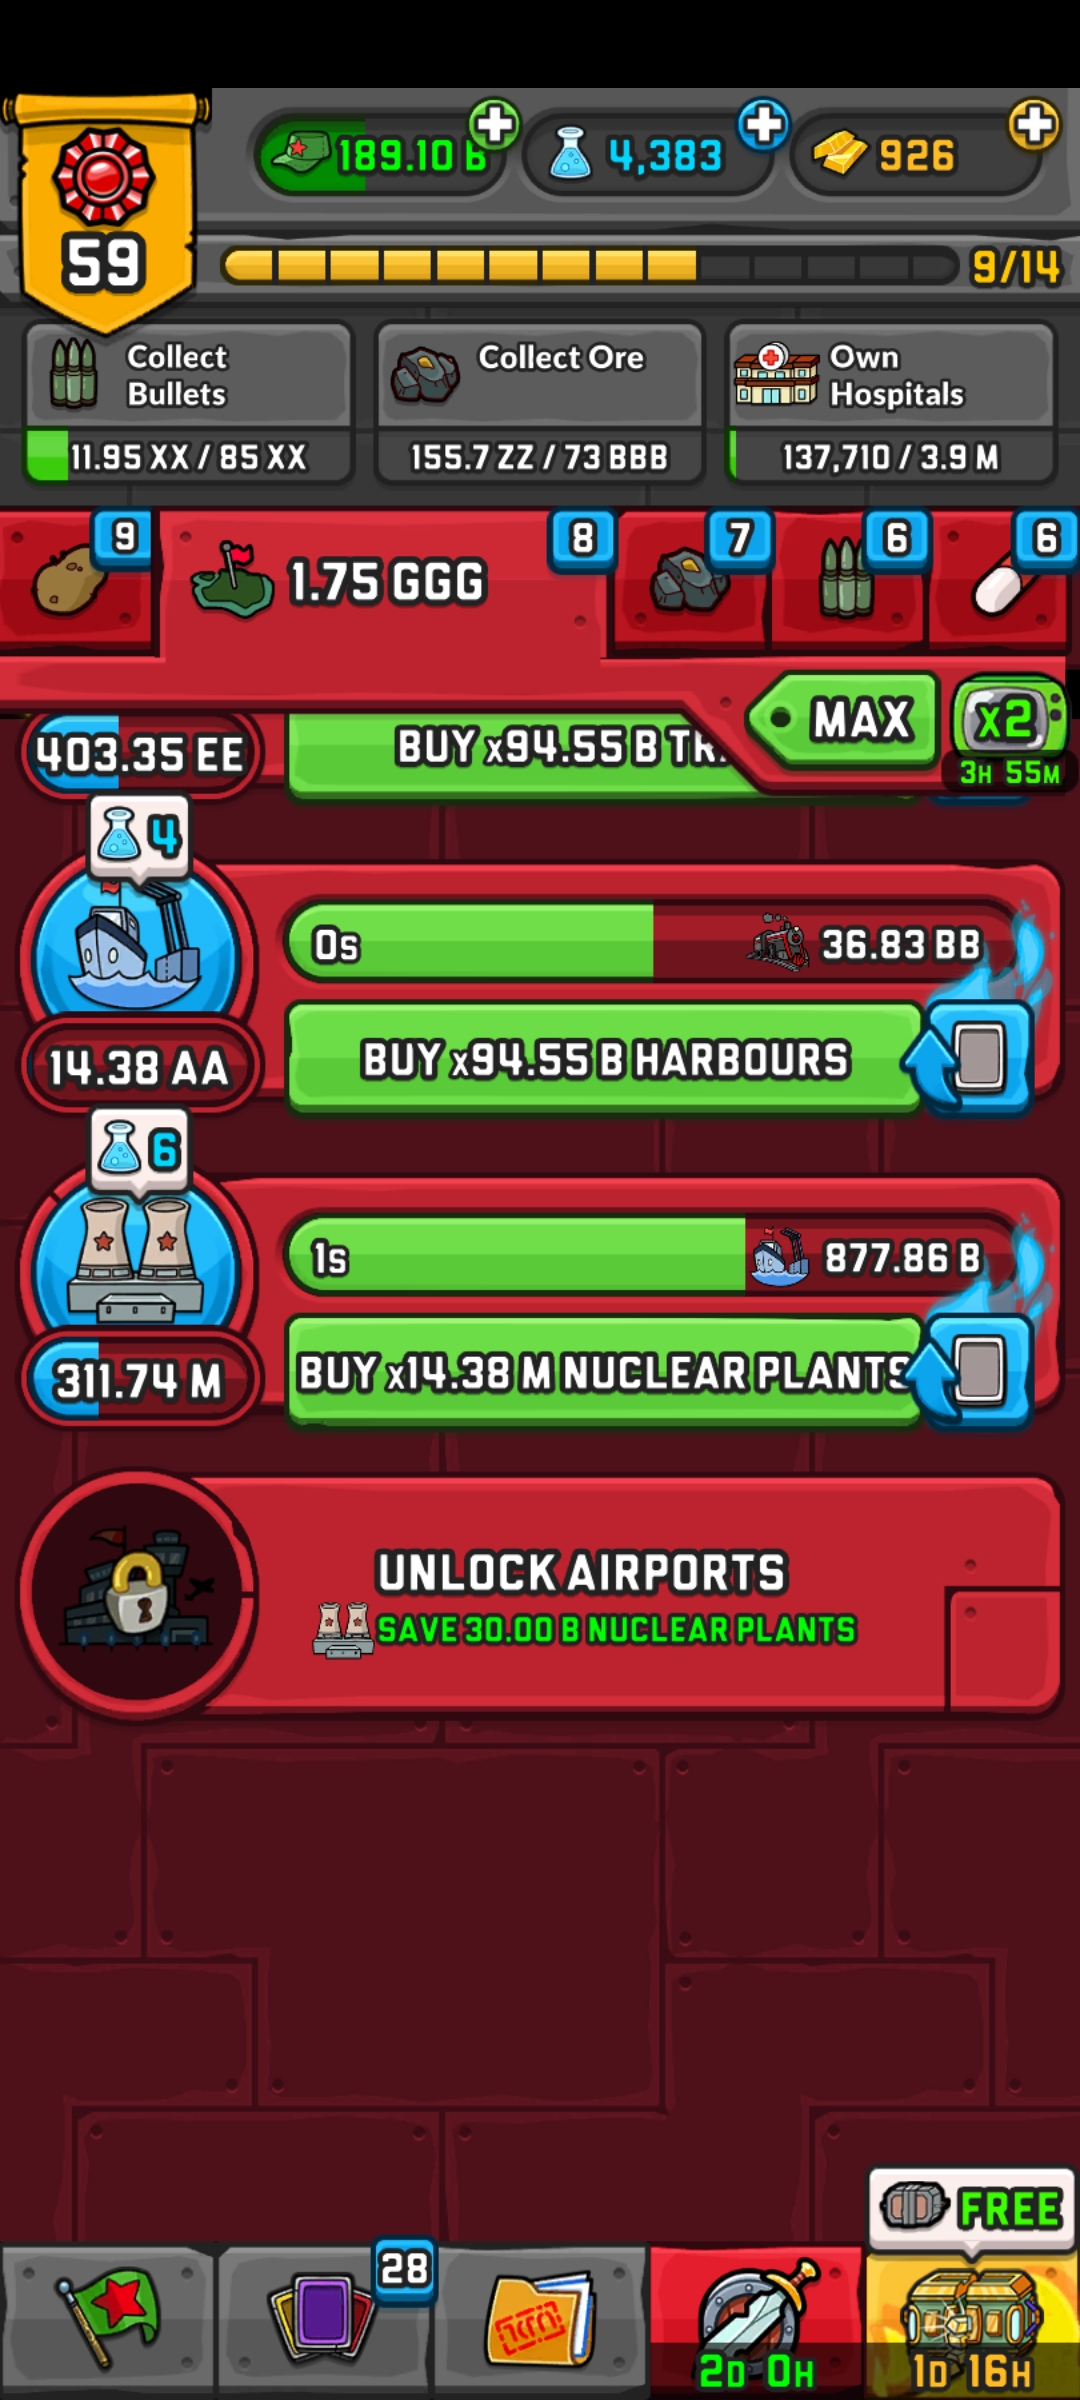 59
189.10 B
4,383
926
9/14
Collect
Bullets
11.95 XX / 85 XX
Collect Ore
155.7 ZZ / 73 BBB
Own
Hospitals
137,710 / 3.9 M
9
1.75 GGG
8
7
6
6
MAX
x2
3H 55M
403.35 EE
BUY x94.55 B
4
0s
36.83 BB
14.38 AA
BUY x94.55 B HARBOURS
6
1s
877.86 B
311.74 M
BUY x14.38 M NUCLEAR PLANTS
UNLOCK AIRPORTS
SAVE 30.00 B NUCLEAR PLANTS
FREE
28
2D 0H
1D 16H